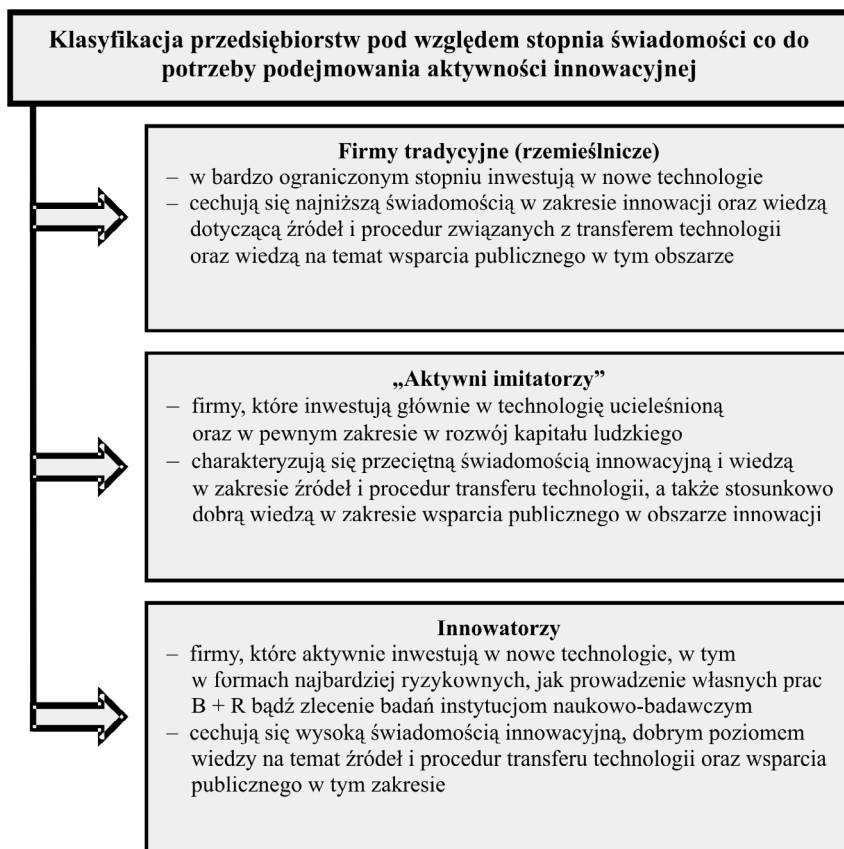 Klasyfikacja przedsiębiorstw pod względem stopnia świadomości co do
potrzeby podejmowania aktywności innowacyjnej
Firmy tradycyjne (rzemieślnicze)
– w bardzo ograniczonym stopniu inwestują w nowe technologie
– cechują się najniższą świadomością w zakresie innowacji oraz wiedzą
dotyczącą źródeł i procedur związanych z transferem technologii
oraz wiedzą na temat wsparcia publicznego w tym obszarze
„Aktywni imitatorzy”
– firmy, które inwestują głównie w technologię ucieleśnioną
oraz w pewnym zakresie w rozwój kapitału ludzkiego
– charakteryzują się przeciętną świadomością innowacyjną i wiedzą
w zakresie źródeł i procedur transferu technologii, a także stosunkowo
dobrą wiedzą w zakresie wsparcia publicznego w obszarze innowacji
Innowatorzy
– firmy, które aktywnie inwestują w nowe technologie, w tym
w formach najbardziej ryzykownych, jak prowadzenie własnych prac
B + R bądź zlecenie badań instytucjom naukowo-badawczym
– cechują się wysoką świadomością innowacyjną, dobrym poziomem
wiedzy na temat źródeł i procedur transferu technologii oraz wsparcia
publicznego w tym zakresie